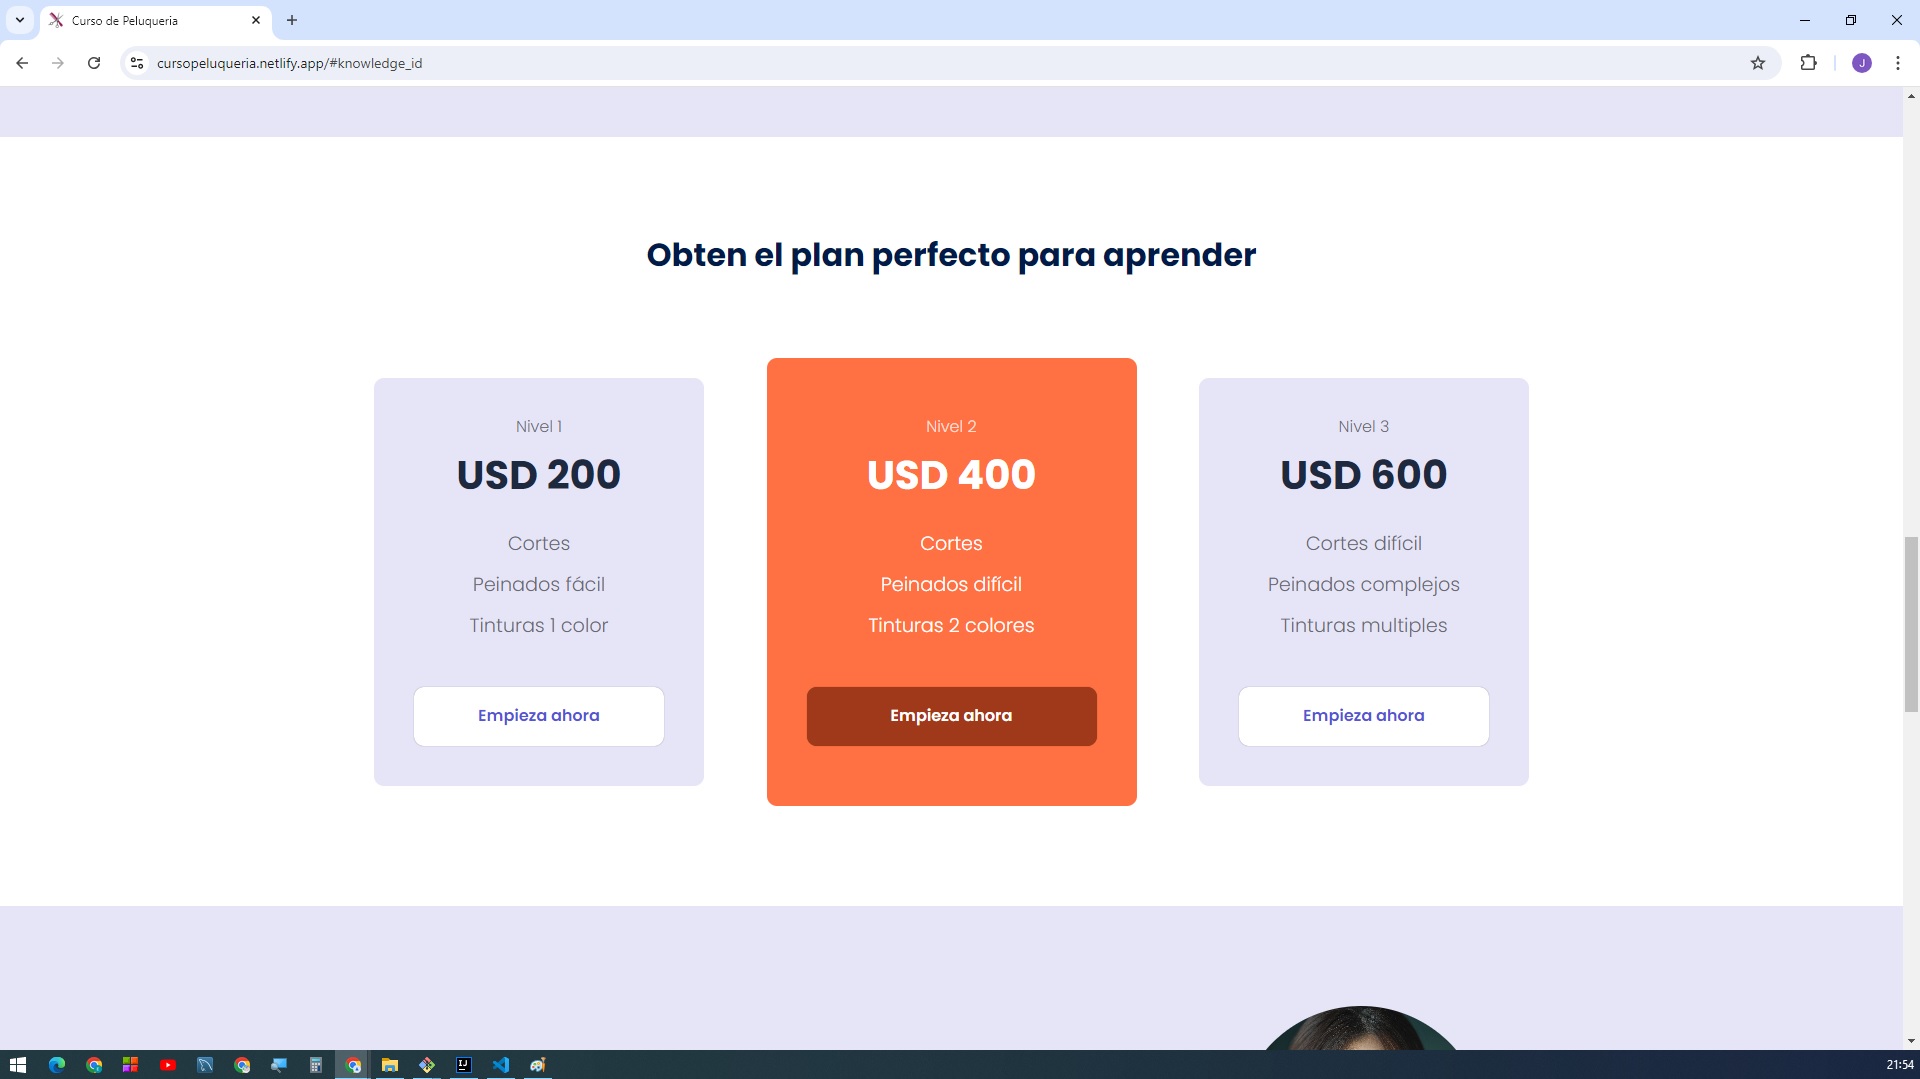 Curso de Peluqueria
cursopeluqueria.netlify.app/#knowledge_id
J
Obten el plan perfecto para aprender
Nivel 1
USD 200
Cortes
Peinados fácil
Tinturas 1 color
Empieza ahora
Nivel 2
USD 400
Cortes
Peinados difícil
Tinturas 2 colores
Empieza ahora
Nivel 3
USD 600
Cortes difícil
Peinados complejos
Tinturas multiples
Empieza ahora
IJ
21:54